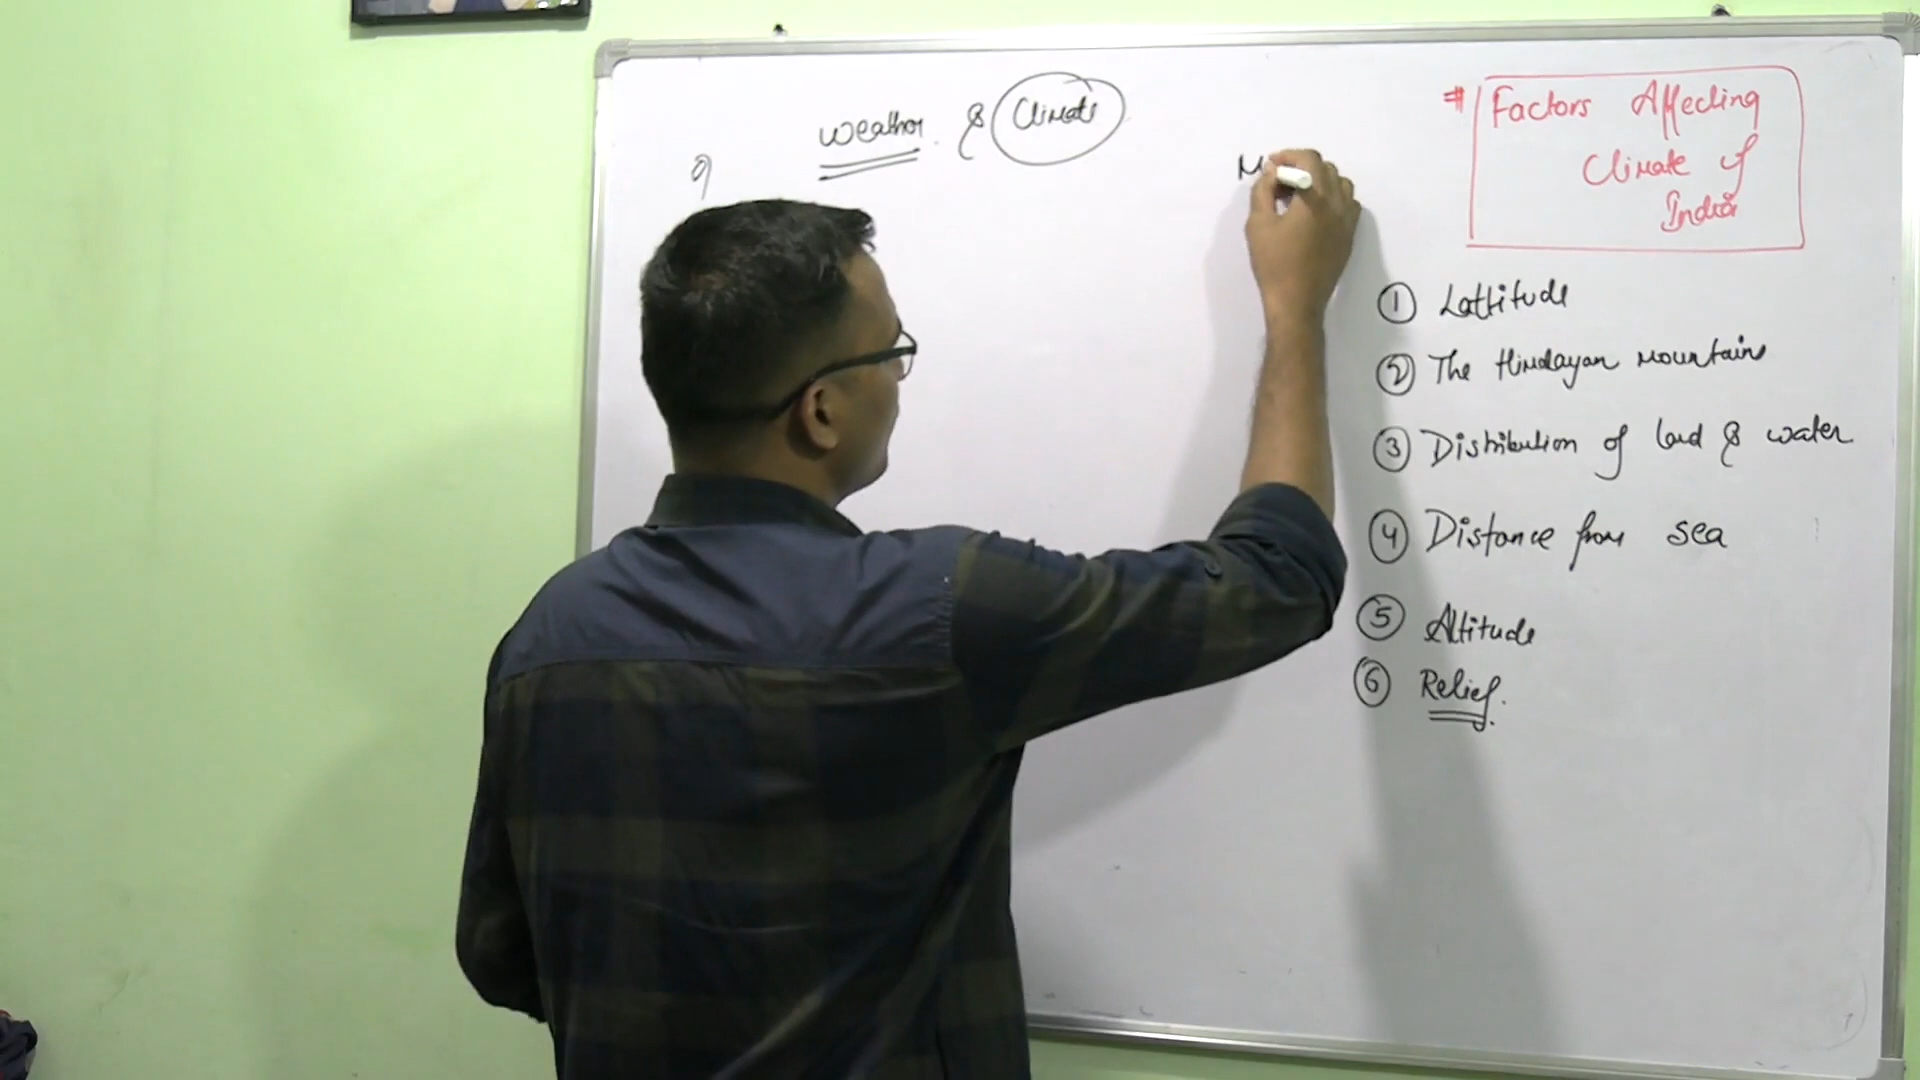 Weather & Climate
# Factors Affecting
Climate of
India
① Lattitude
② The Himalayan Mountains
③ Distribution of land & water
④ Distance from sea
⑤ Altitude
⑥ Relief.